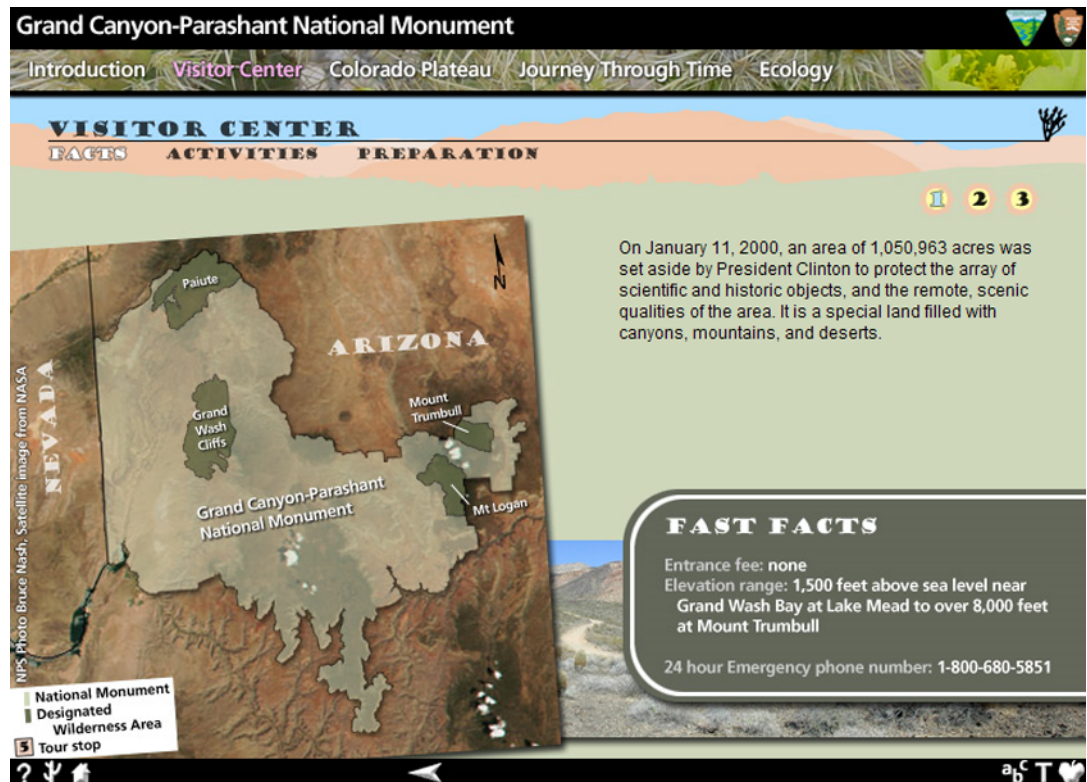 Grand Canyon-Parashant National Monument
Introduction Visitor Center Colorado Plateau Journey Through Time Ecology
VISITOR CENTER
FACTS ACTIVITIES PREPARATION
1 2 3
On January 11, 2000, an area of 1,050,963 acres was
set aside by President Clinton to protect the array of
scientific and historic objects, and the remote, scenic
qualities of the area. It is a special land filled with
canyons, mountains, and deserts.
N
Paiute
ARIZONA
NEVADA
Grand
Wash
Cliffs
Mount
Trumbull
Mt Logan
Grand Canyon-Parashant
National Monument
NPS Photo Bruce Nash, Satellite image from NASA
National Monument
Designated
Wilderness Area
5 Tour stop
FAST FACTS
Entrance fee: none
Elevation range: 1,500 feet above sea level near
Grand Wash Bay at Lake Mead to over 8,000 feet
at Mount Trumbull
24 hour Emergency phone number: 1-800-680-5851
? abc T